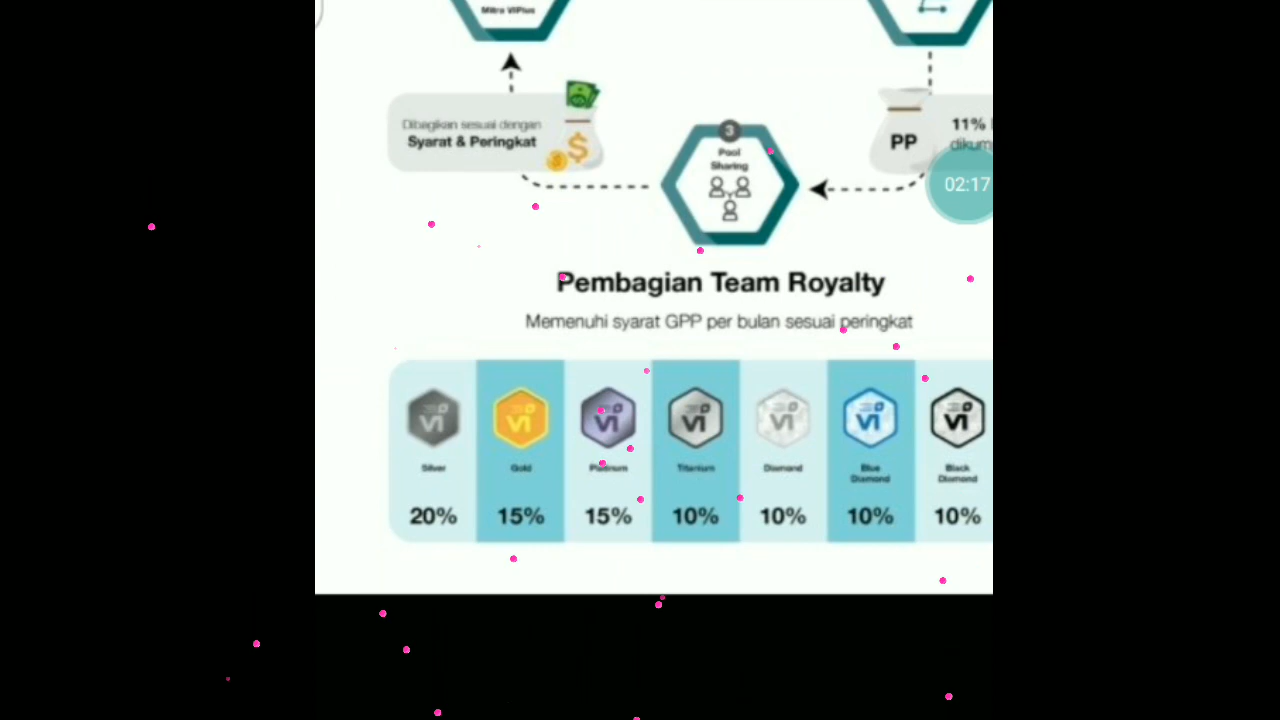 Mitra VIPlus
Dibagikan sesuai dengan
Syarat & Peringkat
3
Pool
Sharing
PP
11%
dikum
02:17
Pembagian Team Royalty
Memenuhi syarat GPP per bulan sesuai peringkat
Silver
Gold
Platinum
Titanium
Diamond
Blue
Diamond
Black
Diamond
20%
15%
15%
10%
10%
10%
10%